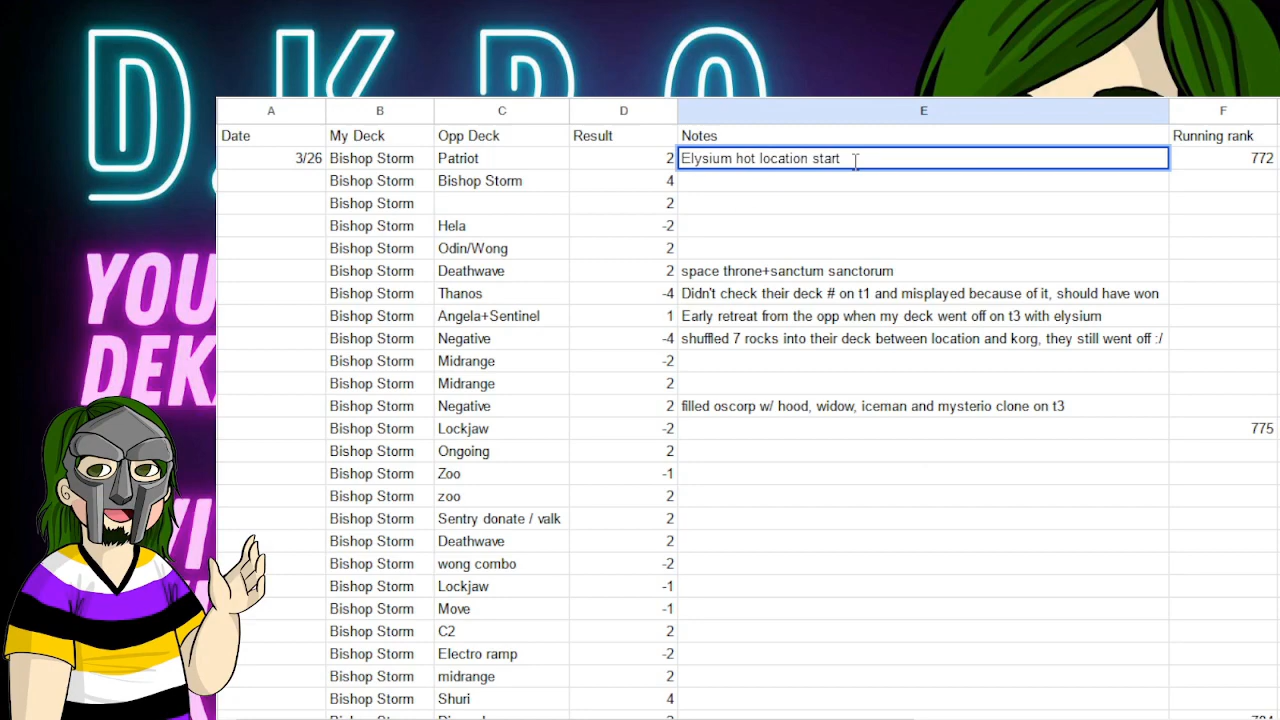 D K
YOU
DEK
A B C D E F
Date My Deck Opp Deck Result Notes Running rank
3/26 Bishop Storm Patriot 2 Elysium hot location start 772
Bishop Storm Bishop Storm 4
Bishop Storm 2
Bishop Storm Hela -2
Bishop Storm Odin/Wong 2
Bishop Storm Deathwave 2 space throne+sanctum sanctorum
Bishop Storm Thanos -4 Didn't check their deck # on t1 and misplayed because of it, should have won
Bishop Storm Angela+Sentinel 1 Early retreat from the opp when my deck went off on t3 with elysium
Bishop Storm Negative -4 shuffled 7 rocks into their deck between location and korg, they still went off :/
Bishop Storm Midrange -2
Bishop Storm Midrange 2
Bishop Storm Negative 2 filled oscorp w/ hood, widow, iceman and mysterio clone on t3
Bishop Storm Lockjaw -2 775
Bishop Storm Ongoing 2
Bishop Storm Zoo -1
Bishop Storm zoo 2
Bishop Storm Sentry donate / valk 2
Bishop Storm Deathwave 2
Bishop Storm wong combo -2
Bishop Storm Lockjaw -1
Bishop Storm Move -1
Bishop Storm C2 2
Bishop Storm Electro ramp -2
Bishop Storm midrange 2
Bishop Storm Shuri 4